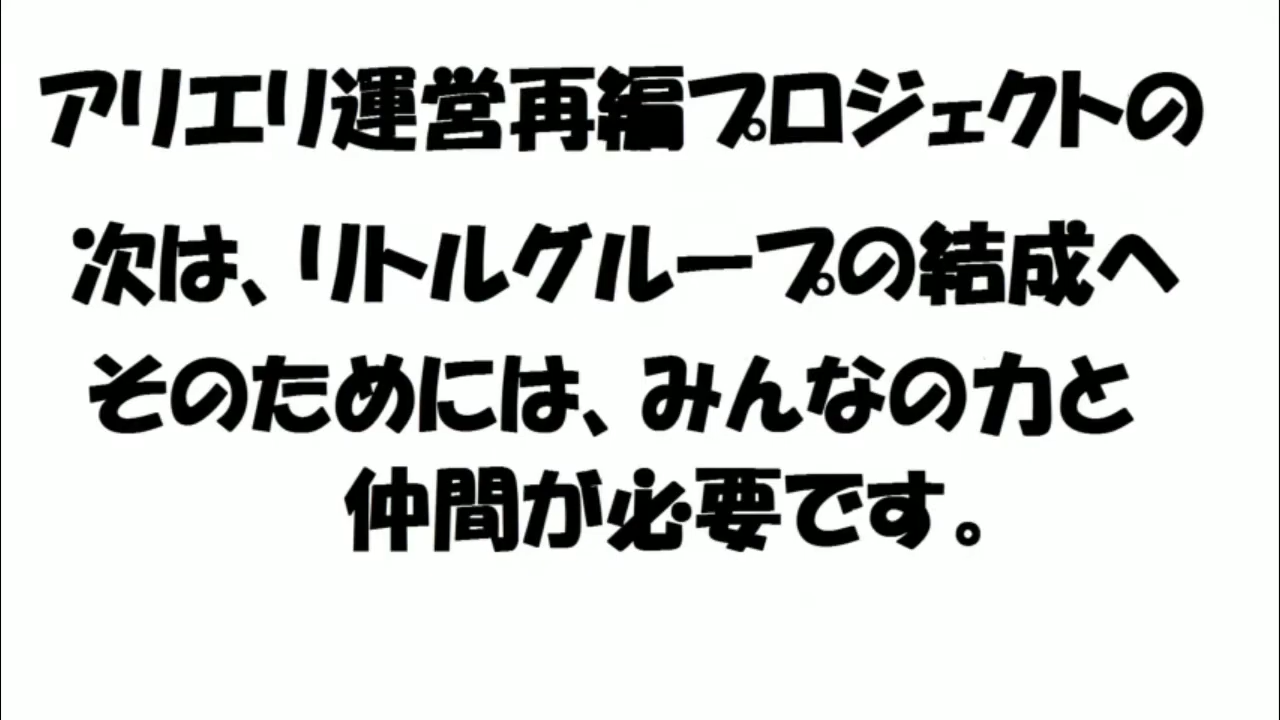 アリエリ運営再編プロジェクトの
次は、リトルグループの結成へ
そのためには、みんなの力と
仲間が必要です。